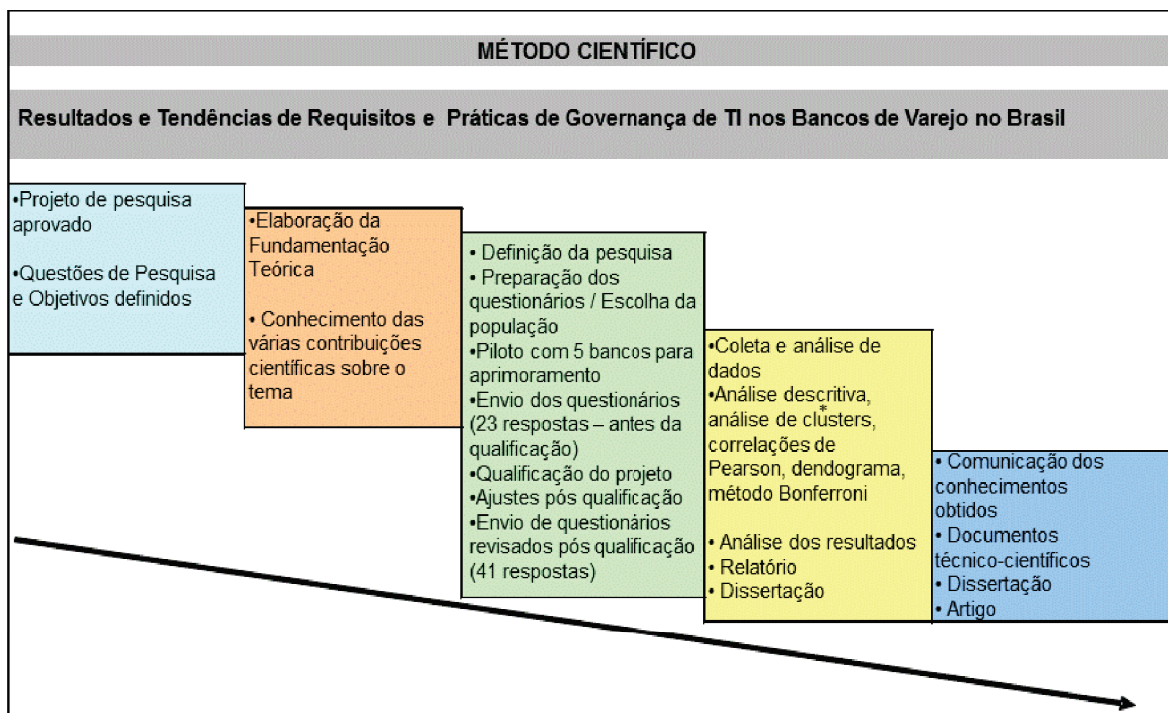 MÉTODO CIENTÍFICO
Resultados e Tendências de Requisitos e Práticas de Governança de TI nos Bancos de Varejo no Brasil
•Projeto de pesquisa
aprovado
•Questões de Pesquisa
e Objetivos definidos
•Elaboração da
Fundamentação
Teórica
• Conhecimento das
várias contribuições
científicas sobre o
tema
• Definição da pesquisa
• Preparação dos
questionários / Escolha da
população
•Piloto com 5 bancos para
aprimoramento
•Envio dos questionários
(23 respostas – antes da
qualificação)
•Qualificação do projeto
•Ajustes pós qualificação
•Envio de questionários
revisados pós qualificação
(41 respostas)
•Coleta e análise de
dados
•Análise descritiva,
análise de clusters,*
correlações de
Pearson, dendograma,
método Bonferroni
• Análise dos resultados
• Relatório
• Dissertação
• Comunicação dos
conhecimentos
obtidos
• Documentos
técnico-científicos
• Dissertação
• Artigo